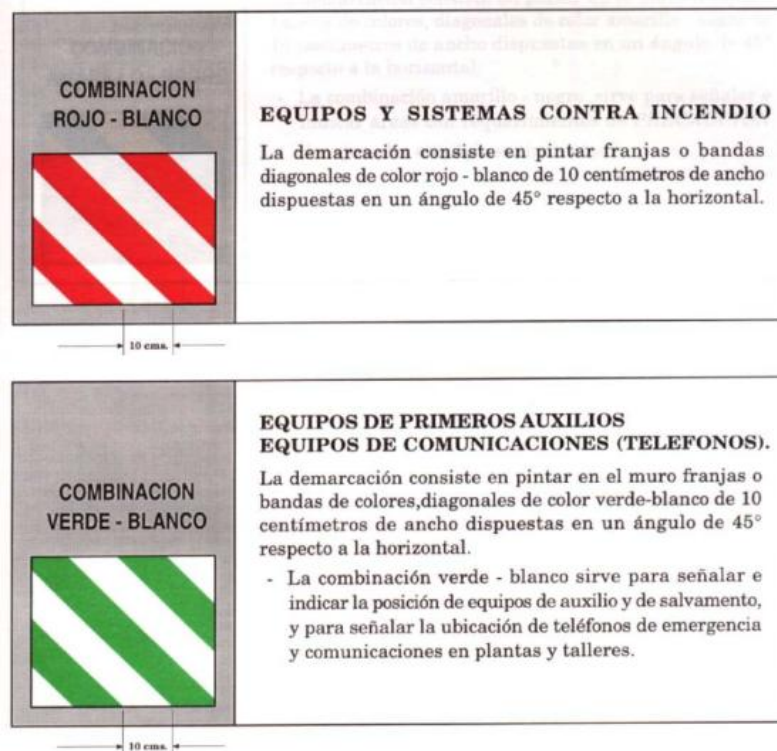 COMBINACION
ROJO - BLANCO
EQUIPOS Y SISTEMAS CONTRA INCENDIO
La demarcación consiste en pintar franjas o bandas
diagonales de color rojo - blanco de 10 centímetros de ancho
dispuestas en un ángulo de 45° respecto a la horizontal.
10 cms.
COMBINACION
VERDE - BLANCO
EQUIPOS DE PRIMEROS AUXILIOS
EQUIPOS DE COMUNICACIONES (TELEFONOS).
La demarcación consiste en pintar en el muro franjas o
bandas de colores,diagonales de color verde-blanco de 10
centímetros de ancho dispuestas en un ángulo de 45°
respecto a la horizontal.
- La combinación verde - blanco sirve para señalar e
indicar la posición de equipos de auxilio y de salvamento,
y para señalar la ubicación de teléfonos de emergencia
y comunicaciones en plantas y talleres.
10 cms.